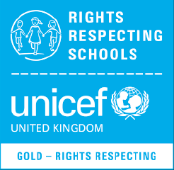 RIGHTS
RESPECTING
SCHOOLS
unicef
UNITED KINGDOM
GOLD – RIGHTS RESPECTING